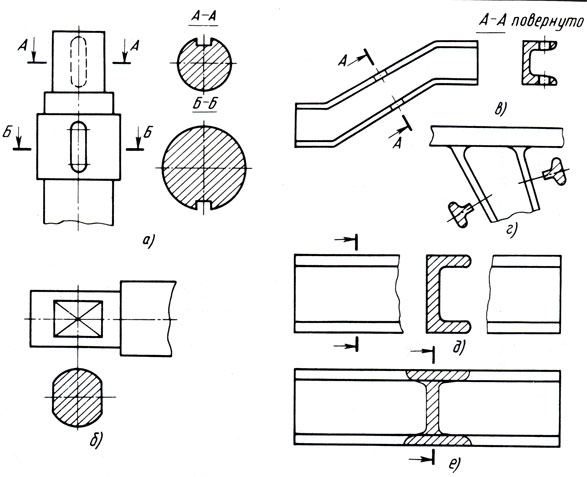 А-А
А
А
Б-Б
Б
Б
а)
б)
А-А повернуто
А
А
в)
г)
д)
е)